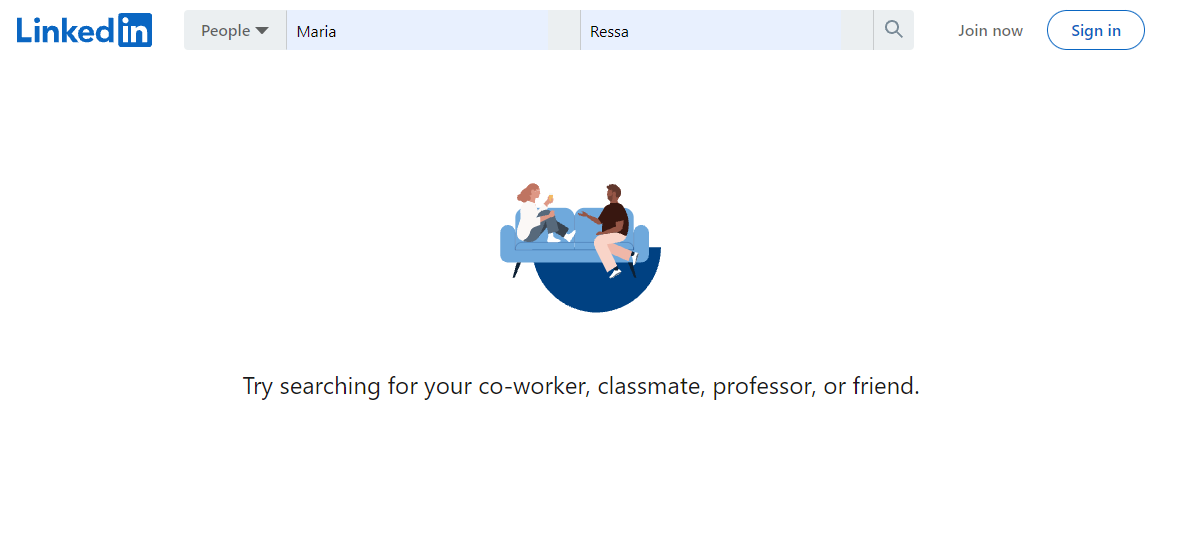 LinkedIn People Maria Ressa Join now Sign in
Try searching for your co-worker, classmate, professor, or friend.